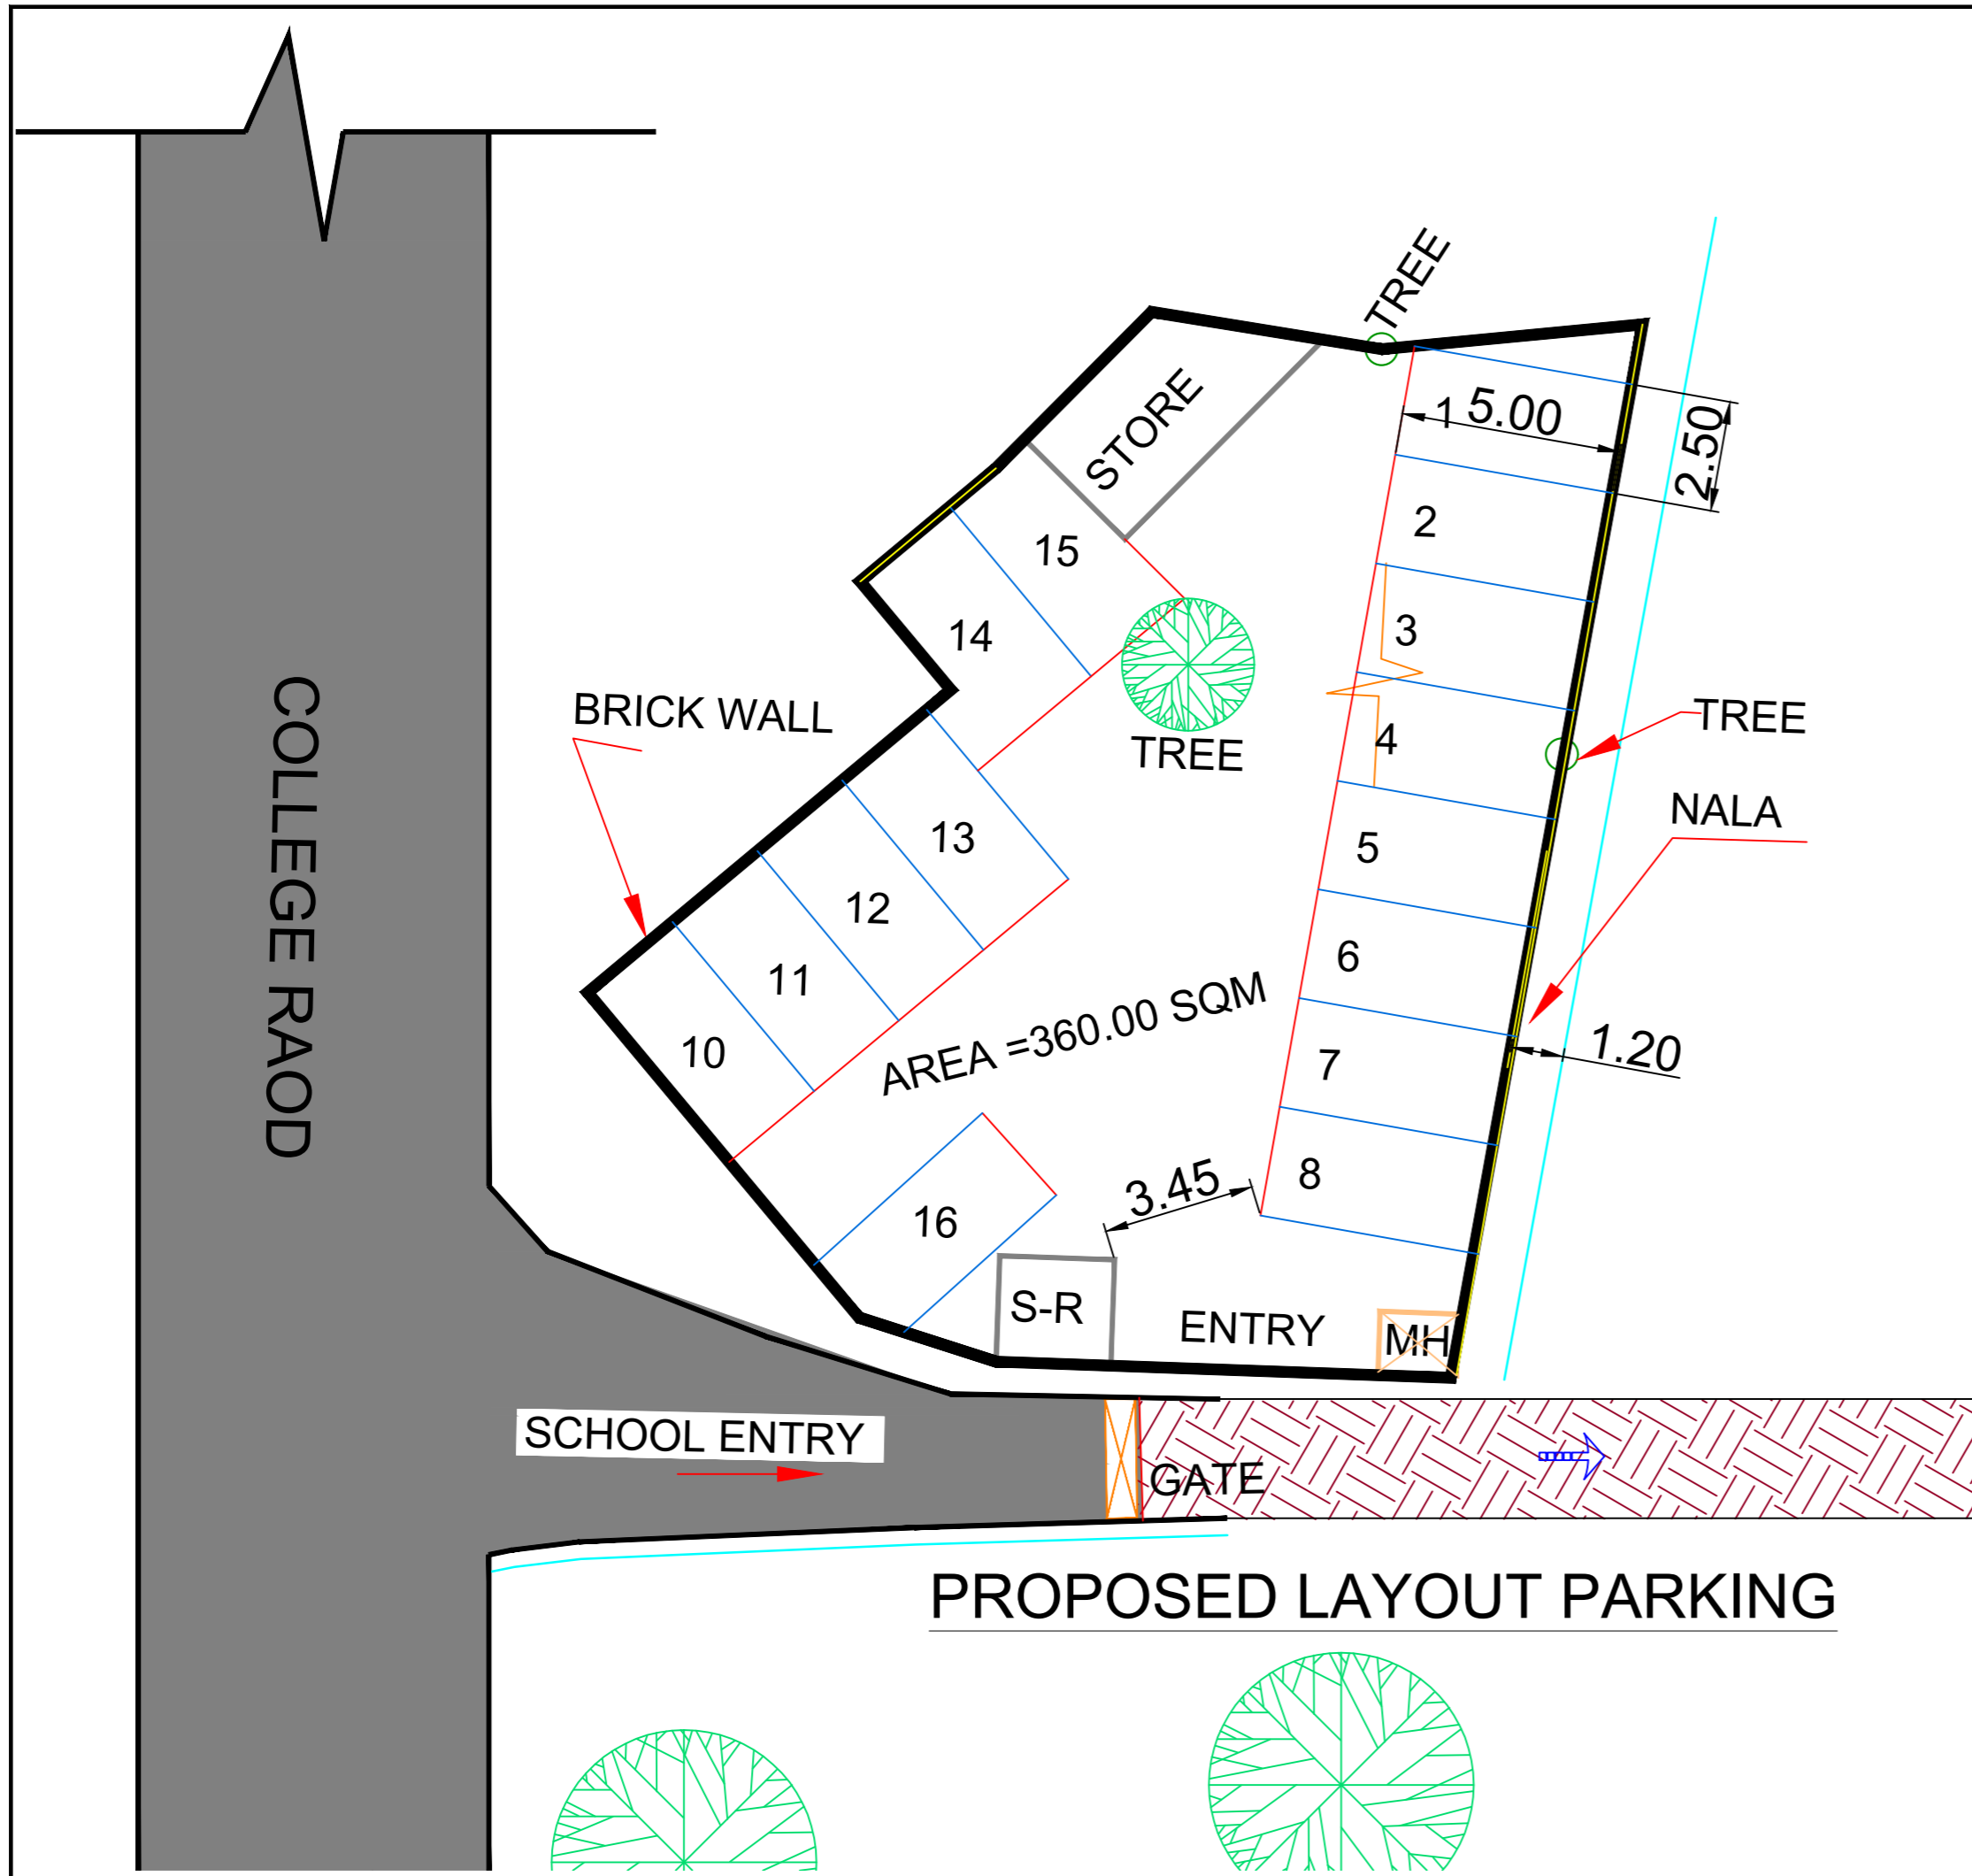 TREE
STORE
1
5.00
2.50
2
15
3
14
BRICK WALL
TREE
4
TREE
COLLEGE RAOD
NALA
13
5
12
6
11
AREA =360.00 SQM
10
7
1.20
3.45
8
16
S-R
ENTRY
MH
SCHOOL ENTRY
GATE
PROPOSED LAYOUT PARKING